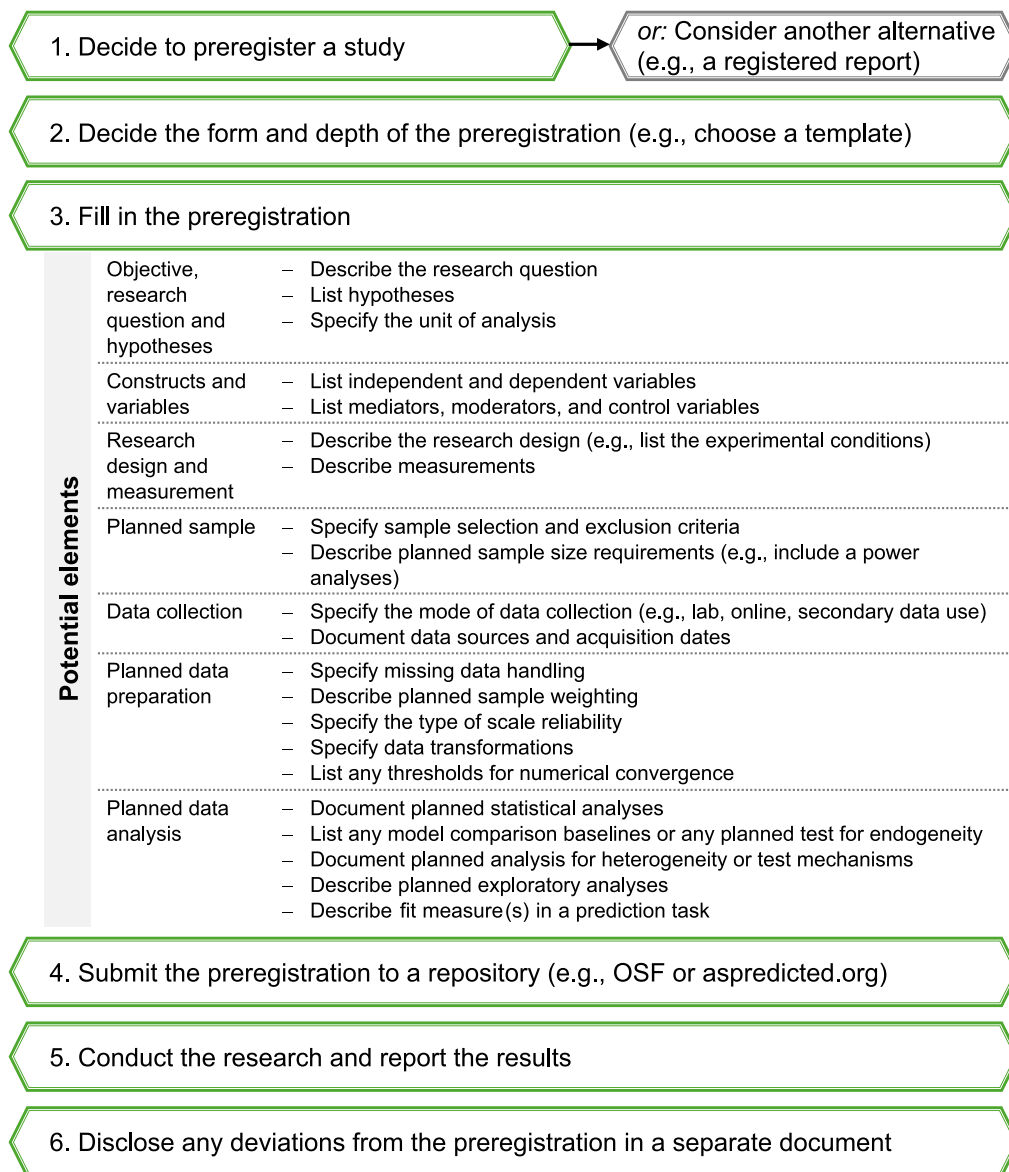 1. Decide to preregister a study
or: Consider another alternative
(e.g., a registered report)
2. Decide the form and depth of the preregistration (e.g., choose a template)
3. Fill in the preregistration
Potential elements
Objective,
research
question and
hypotheses
– Describe the research question
– List hypotheses
– Specify the unit of analysis
Constructs and
variables
– List independent and dependent variables
– List mediators, moderators, and control variables
Research
design and
measurement
– Describe the research design (e.g., list the experimental conditions)
– Describe measurements
Planned sample
– Specify sample selection and exclusion criteria
– Describe planned sample size requirements (e.g., include a power
analyses)
Data collection
– Specify the mode of data collection (e.g., lab, online, secondary data use)
– Document data sources and acquisition dates
Planned data
preparation
– Specify missing data handling
– Describe planned sample weighting
– Specify the type of scale reliability
– Specify data transformations
– List any thresholds for numerical convergence
Planned data
analysis
– Document planned statistical analyses
– List any model comparison baselines or any planned test for endogeneity
– Document planned analysis for heterogeneity or test mechanisms
– Describe planned exploratory analyses
– Describe fit measure(s) in a prediction task
4. Submit the preregistration to a repository (e.g., OSF or aspredicted.org)
5. Conduct the research and report the results
6. Disclose any deviations from the preregistration in a separate document